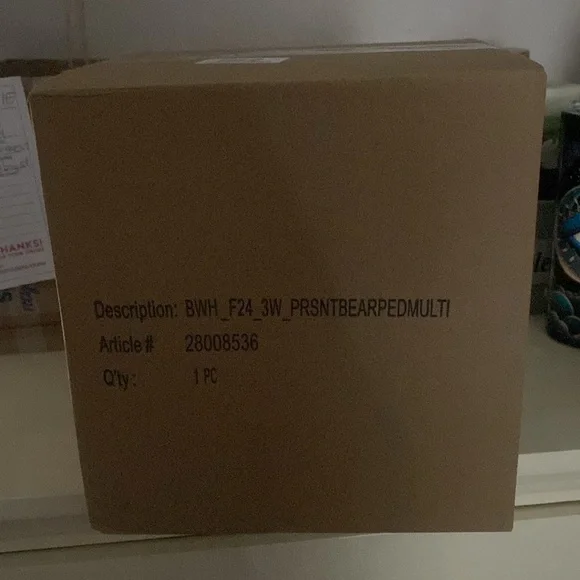 THANKS!
Description: BWH_F24_3W_PRSNTBEARPEDMULTI
Article # 28008536
Q'ty : 1 PC